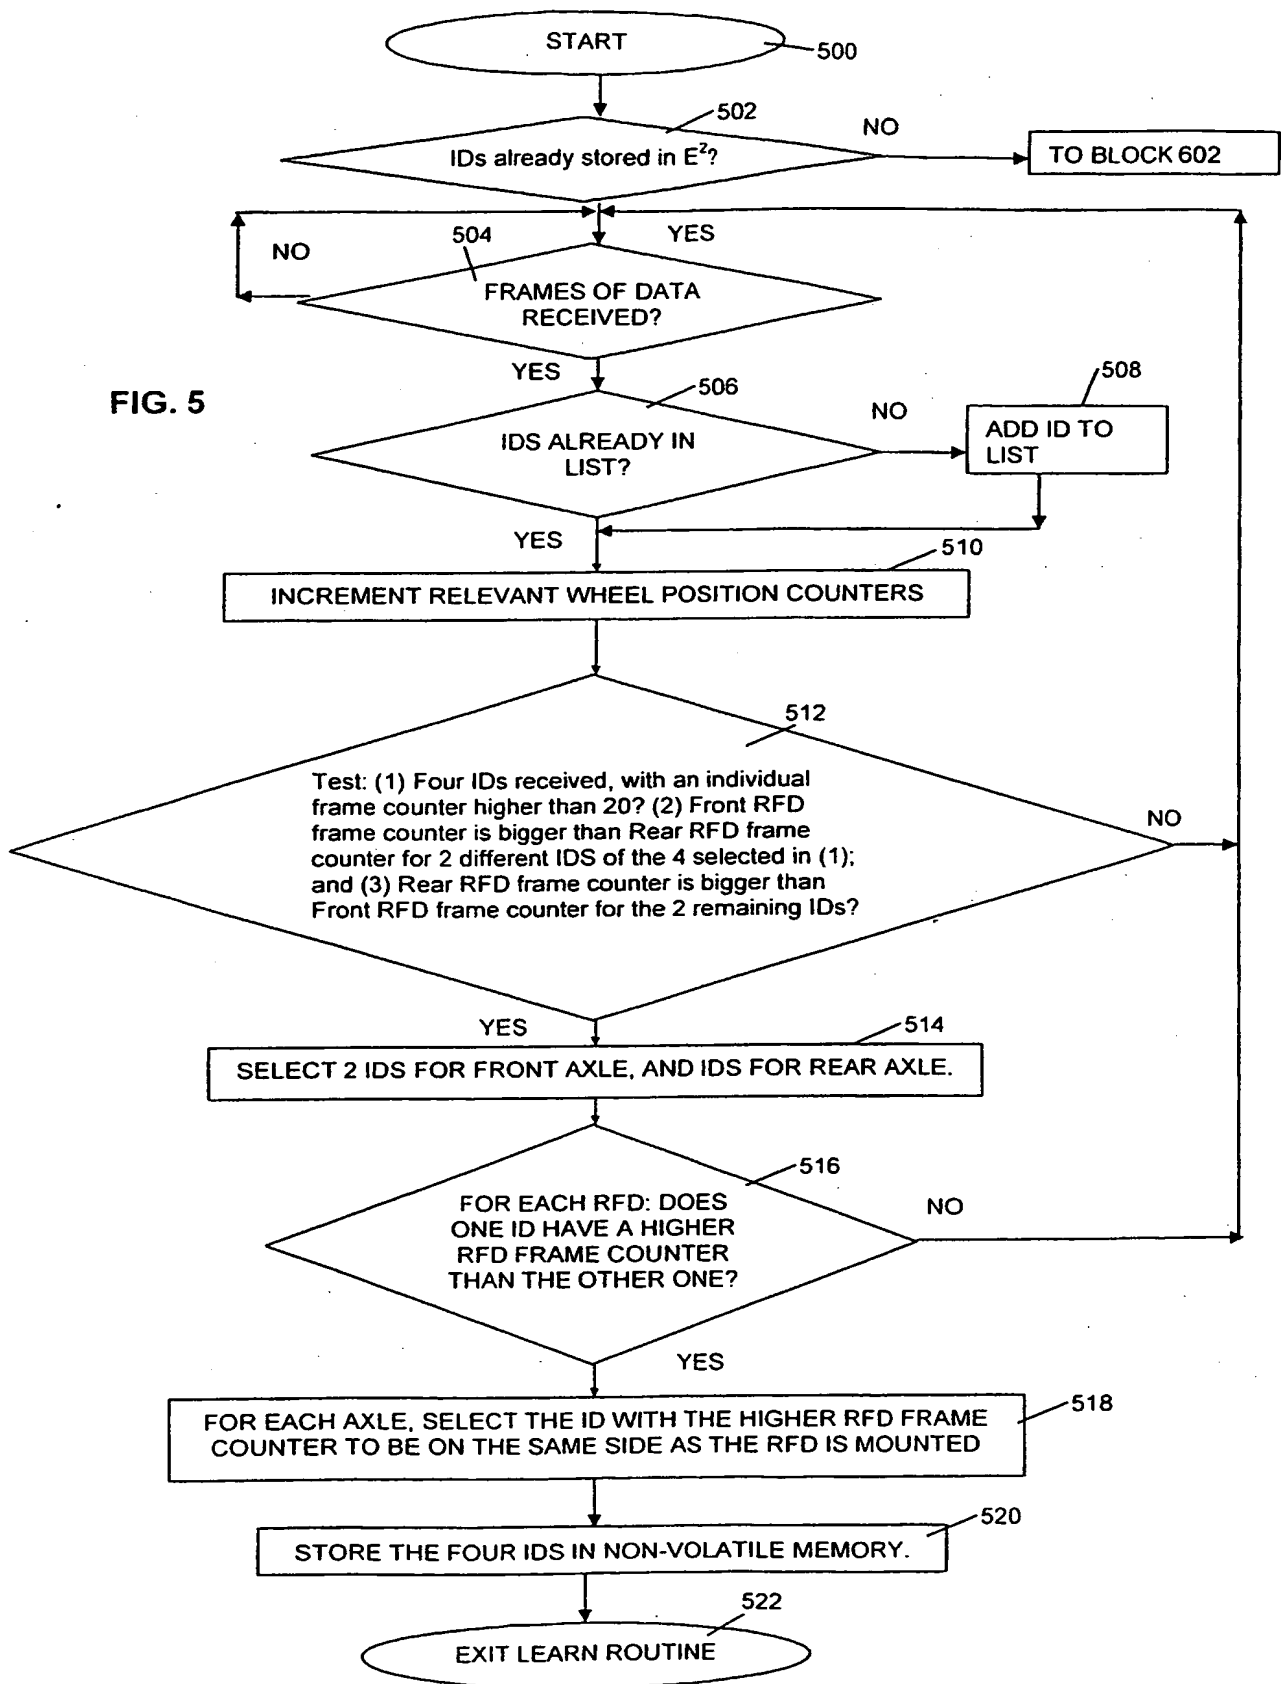 START
500
502
NO
IDs already stored in E²?
TO BLOCK 602
YES
504
NO
FRAMES OF DATA
RECEIVED?
YES
506
508
FIG. 5
NO
IDS ALREADY IN
LIST?
ADD ID TO
LIST
YES
510
INCREMENT RELEVANT WHEEL POSITION COUNTERS
512
Test: (1) Four IDs received, with an individual
frame counter higher than 20? (2) Front RFD
frame counter is bigger than Rear RFD frame
counter for 2 different IDS of the 4 selected in (1);
and (3) Rear RFD frame counter is bigger than
Front RFD frame counter for the 2 remaining IDs?
NO
YES
514
SELECT 2 IDS FOR FRONT AXLE, AND IDS FOR REAR AXLE.
516
FOR EACH RFD: DOES
ONE ID HAVE A HIGHER
RFD FRAME COUNTER
THAN THE OTHER ONE?
NO
YES
518
FOR EACH AXLE, SELECT THE ID WITH THE HIGHER RFD FRAME
COUNTER TO BE ON THE SAME SIDE AS THE RFD IS MOUNTED
520
STORE THE FOUR IDS IN NON-VOLATILE MEMORY.
522
EXIT LEARN ROUTINE